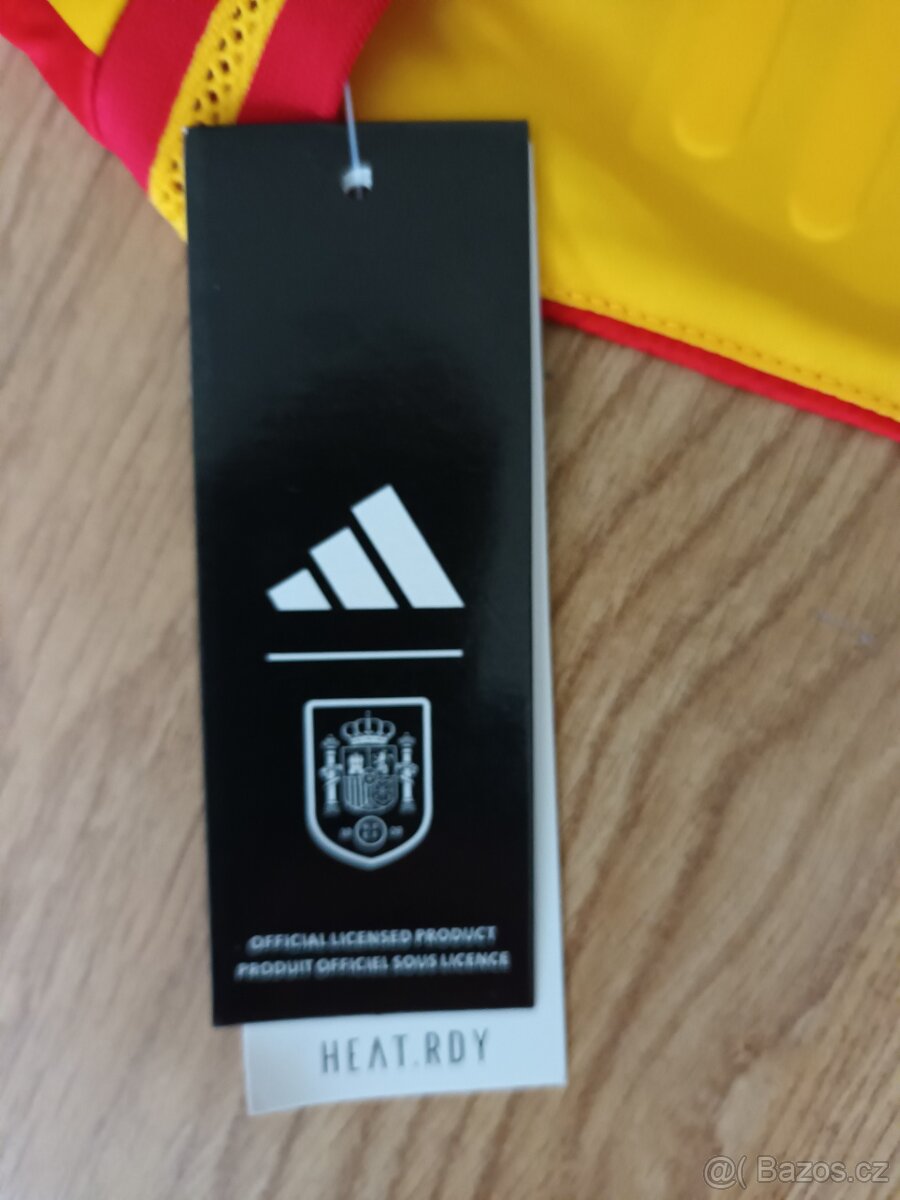 OFFICIAL LICENSED PRODUCT
PRODUIT OFFICIEL SOUS LICENCE
HEAT.RDY
@( Bazos.cz